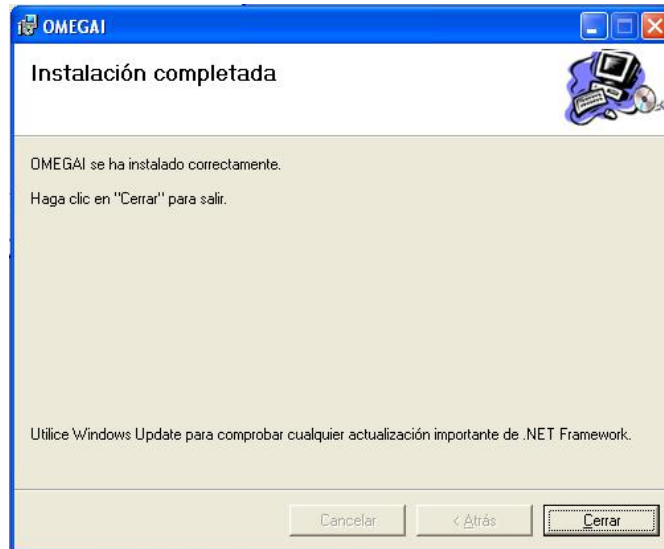 OMEGAI
Instalación completada
OMEGAI se ha instalado correctamente.
Haga clic en "Cerrar" para salir.
Utilice Windows Update para comprobar cualquier actualización importante de .NET Framework.
Cancelar < Atrás Cerrar